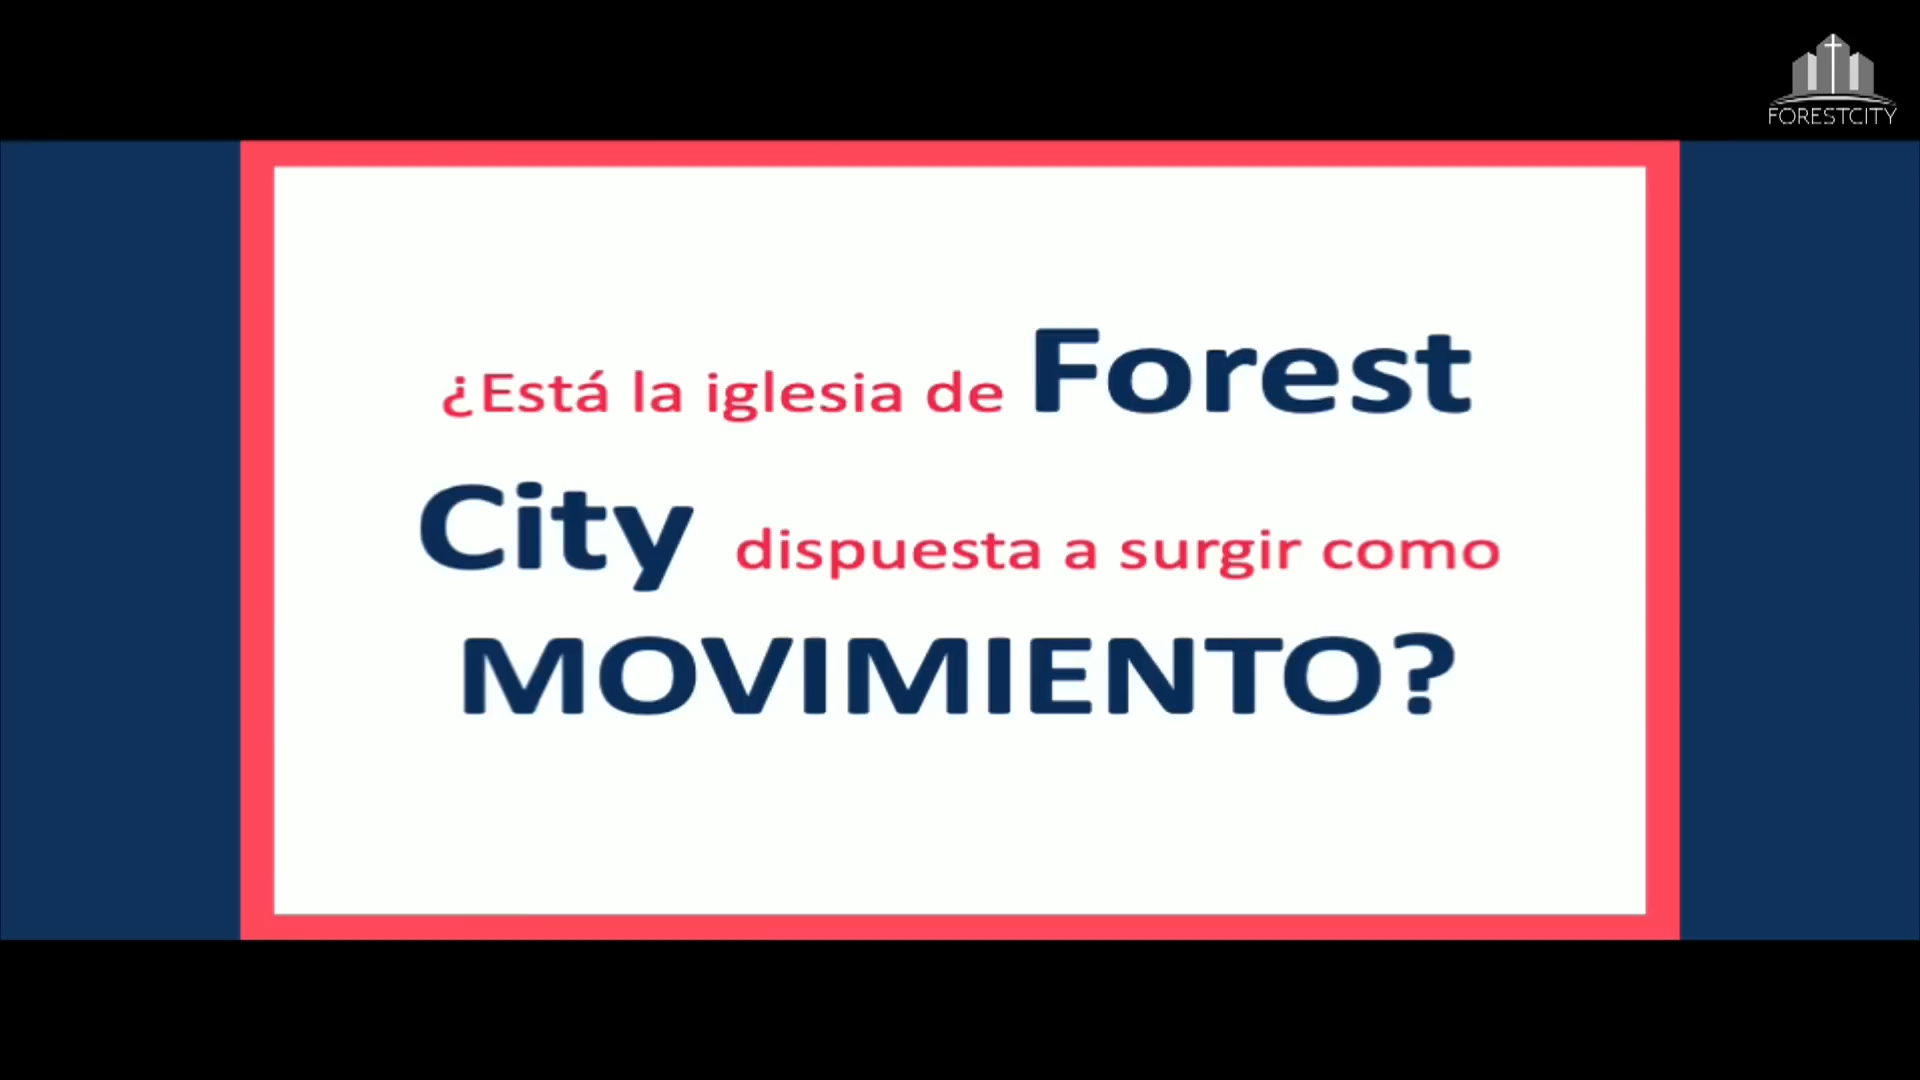 FORESTCITY
¿Está la iglesia de Forest
City dispuesta a surgir como
MOVIMIENTO?